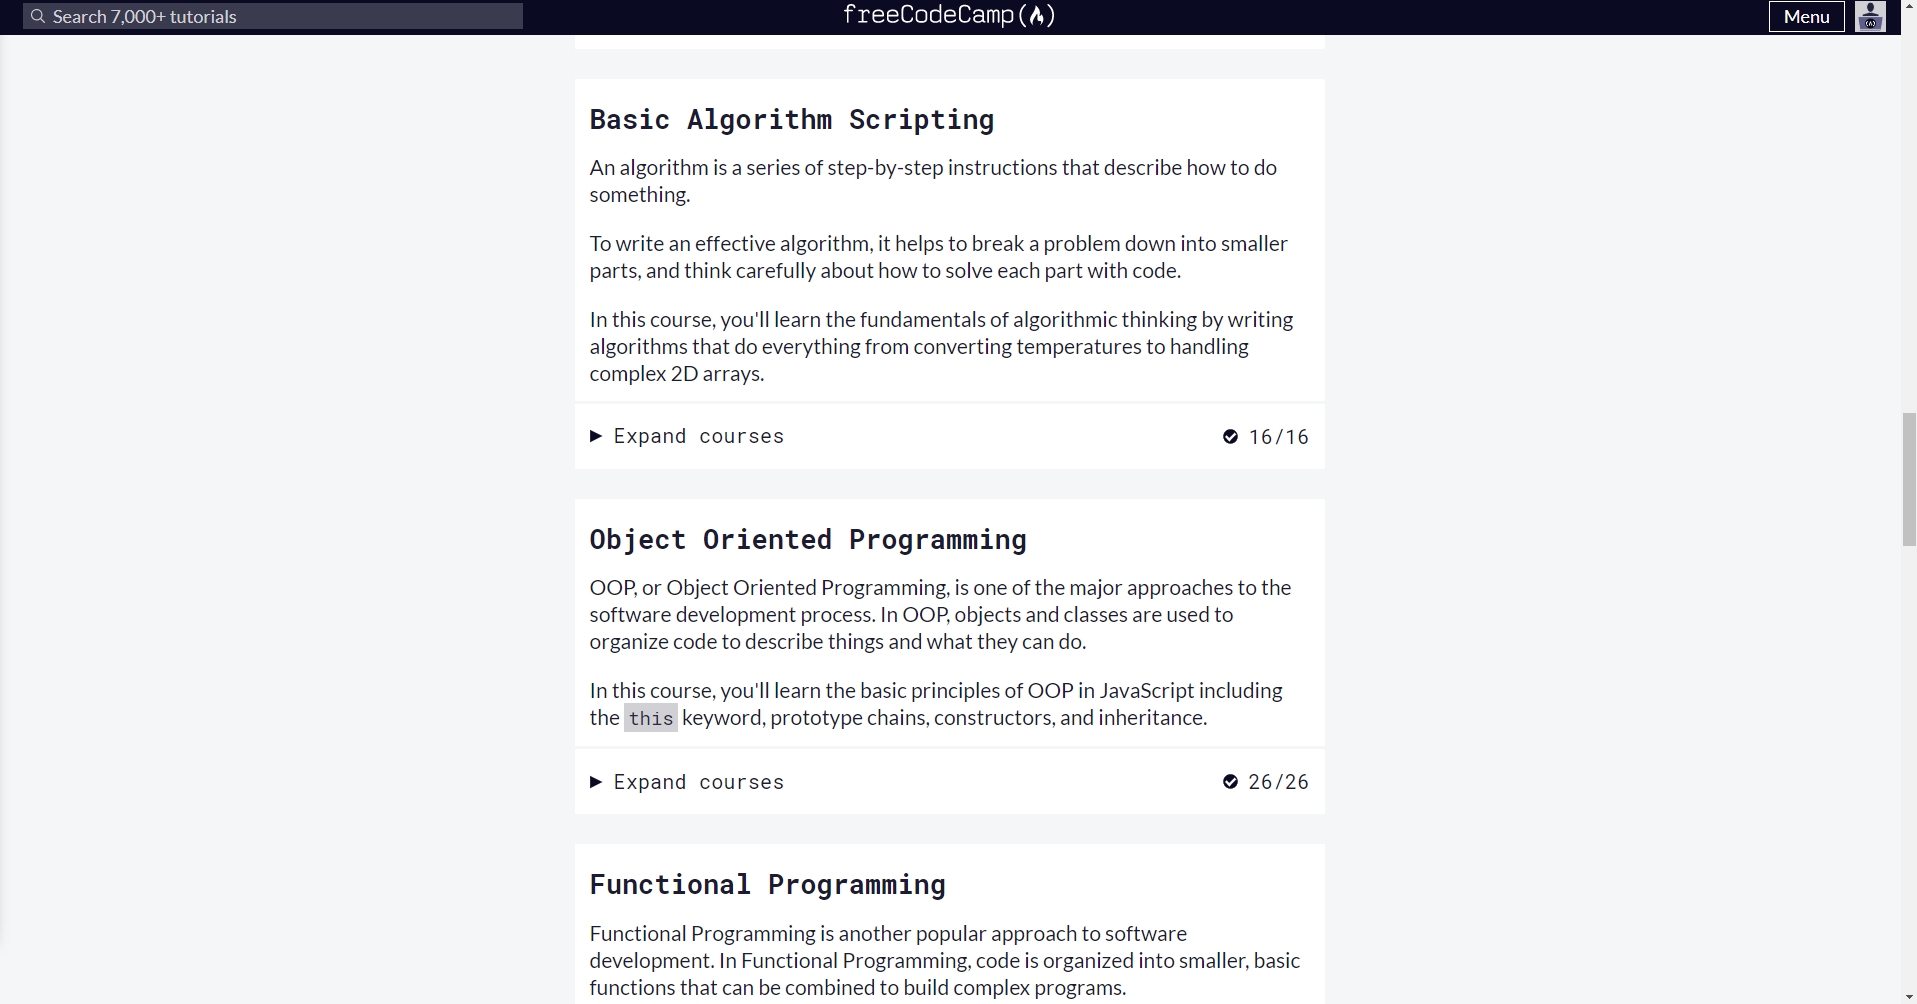 Search 7,000+ tutorials
freeCodeCamp(🔥)
Menu
Basic Algorithm Scripting
An algorithm is a series of step-by-step instructions that describe how to do
something.
To write an effective algorithm, it helps to break a problem down into smaller
parts, and think carefully about how to solve each part with code.
In this course, you'll learn the fundamentals of algorithmic thinking by writing
algorithms that do everything from converting temperatures to handling
complex 2D arrays.
Expand courses 16/16
Object Oriented Programming
OOP, or Object Oriented Programming, is one of the major approaches to the
software development process. In OOP, objects and classes are used to
organize code to describe things and what they can do.
In this course, you'll learn the basic principles of OOP in JavaScript including
the this keyword, prototype chains, constructors, and inheritance.
Expand courses 26/26
Functional Programming
Functional Programming is another popular approach to software
development. In Functional Programming, code is organized into smaller, basic
functions that can be combined to build complex programs.